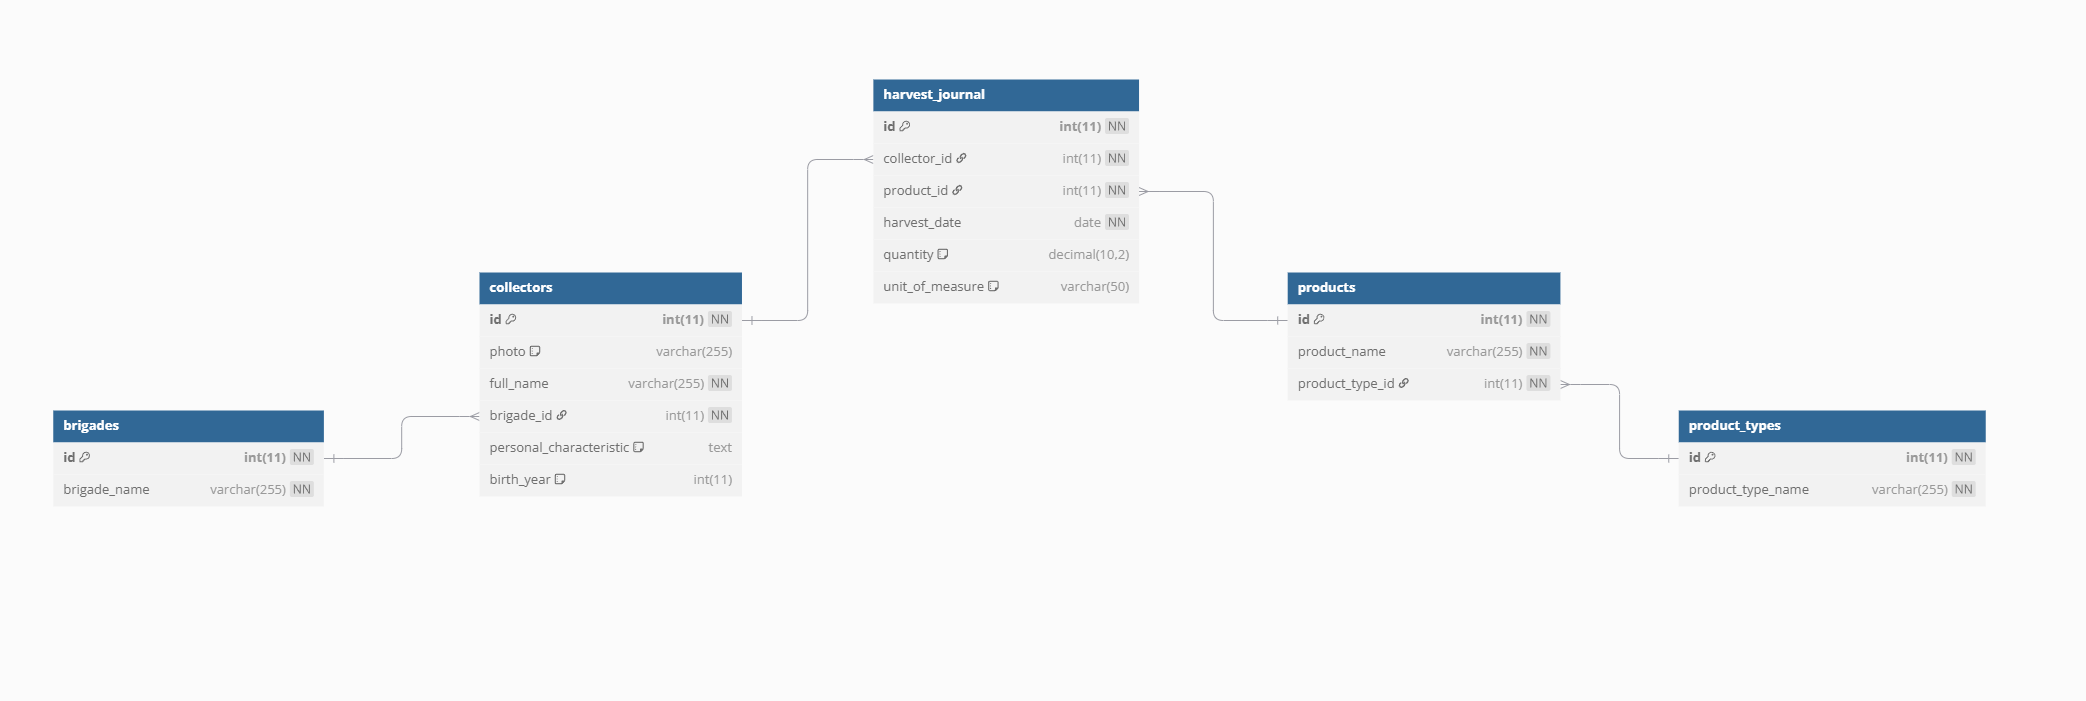 harvest_journal
id int(11) NN
collector_id int(11) NN
product_id int(11) NN
harvest_date date NN
quantity decimal(10,2)
unit_of_measure varchar(50)
collectors
id int(11) NN
photo varchar(255)
full_name varchar(255) NN
brigade_id int(11) NN
personal_characteristic text
birth_year int(11)
products
id int(11) NN
product_name varchar(255) NN
product_type_id int(11) NN
brigades
id int(11) NN
brigade_name varchar(255) NN
product_types
id int(11) NN
product_type_name varchar(255) NN